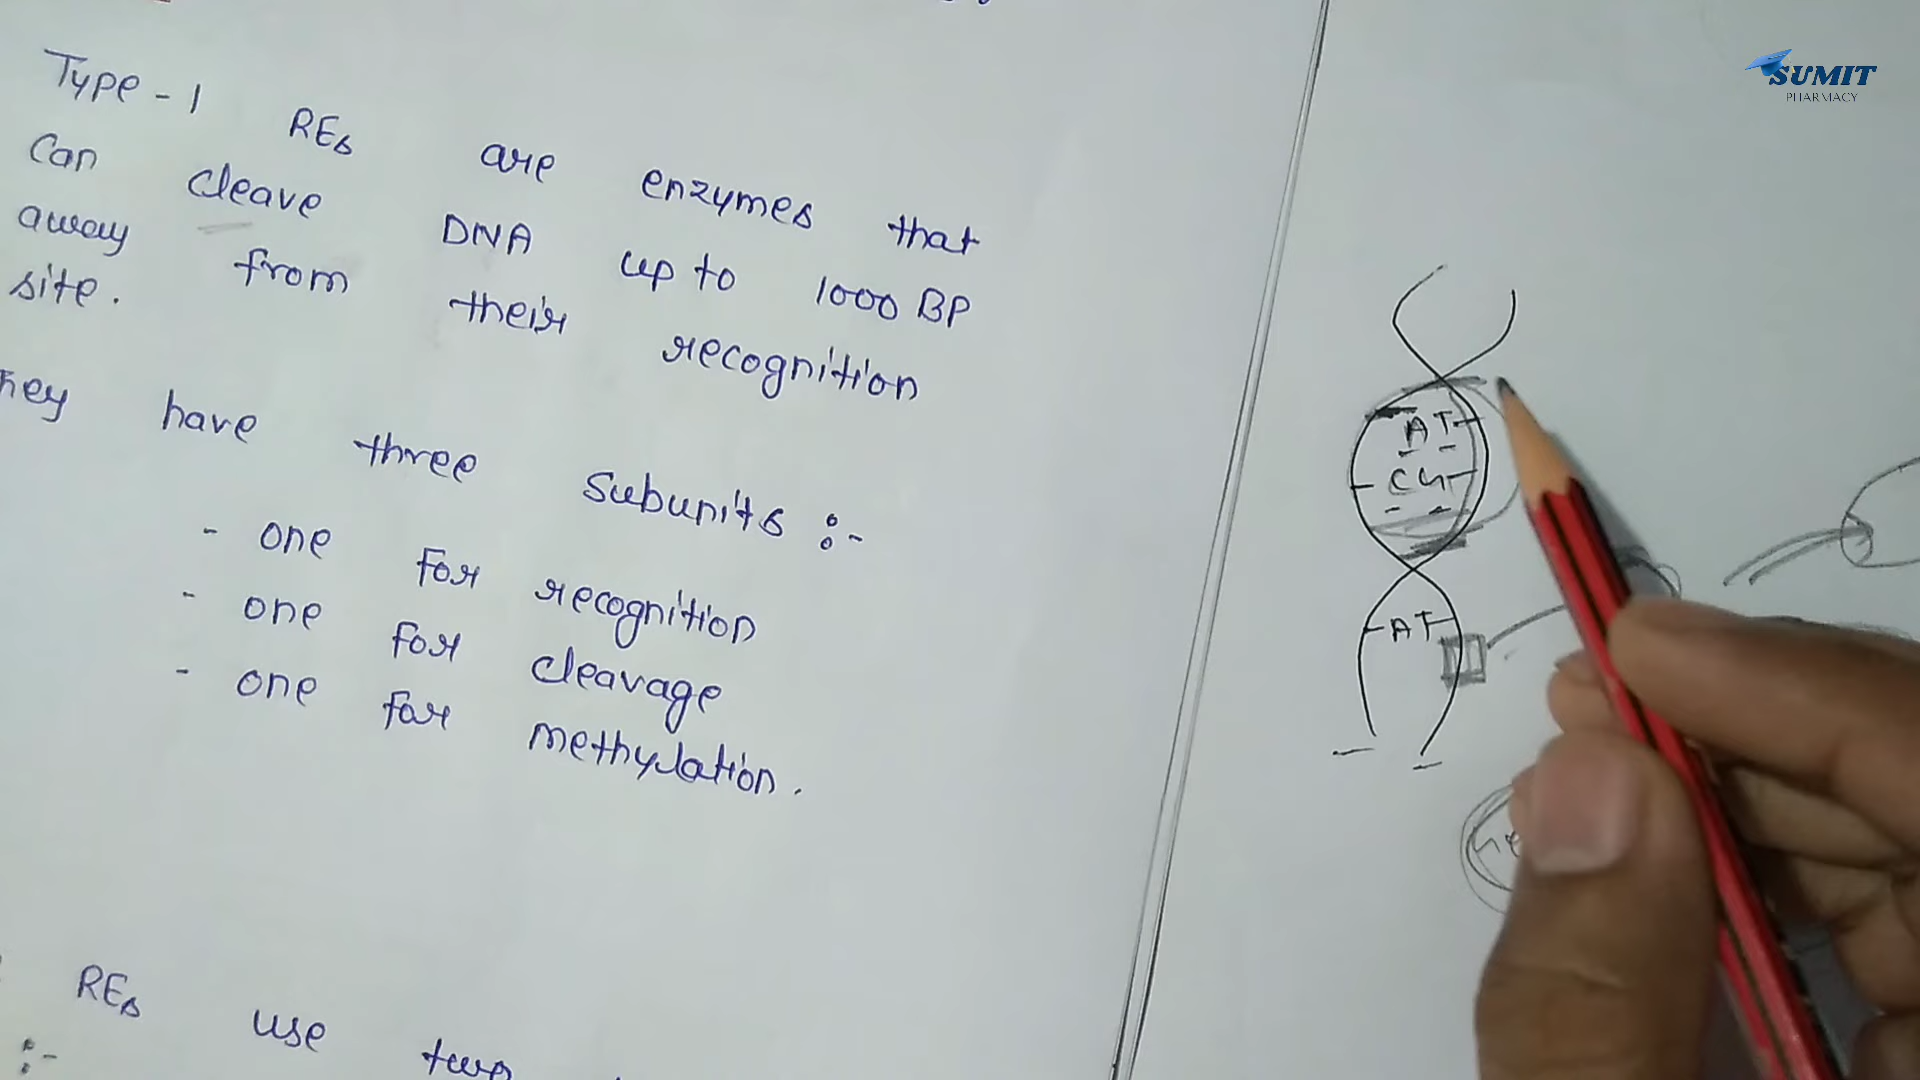 Type - 1 REs are enzymes that
Can cleave DNA up to 1000 BP
away from their recognition
site.
hey have three Subunits :-
- one for recognition
- one for cleavage
- one for methylation.
REs use two
:-
AT
CG
AT
SUMIT
PHARMACY